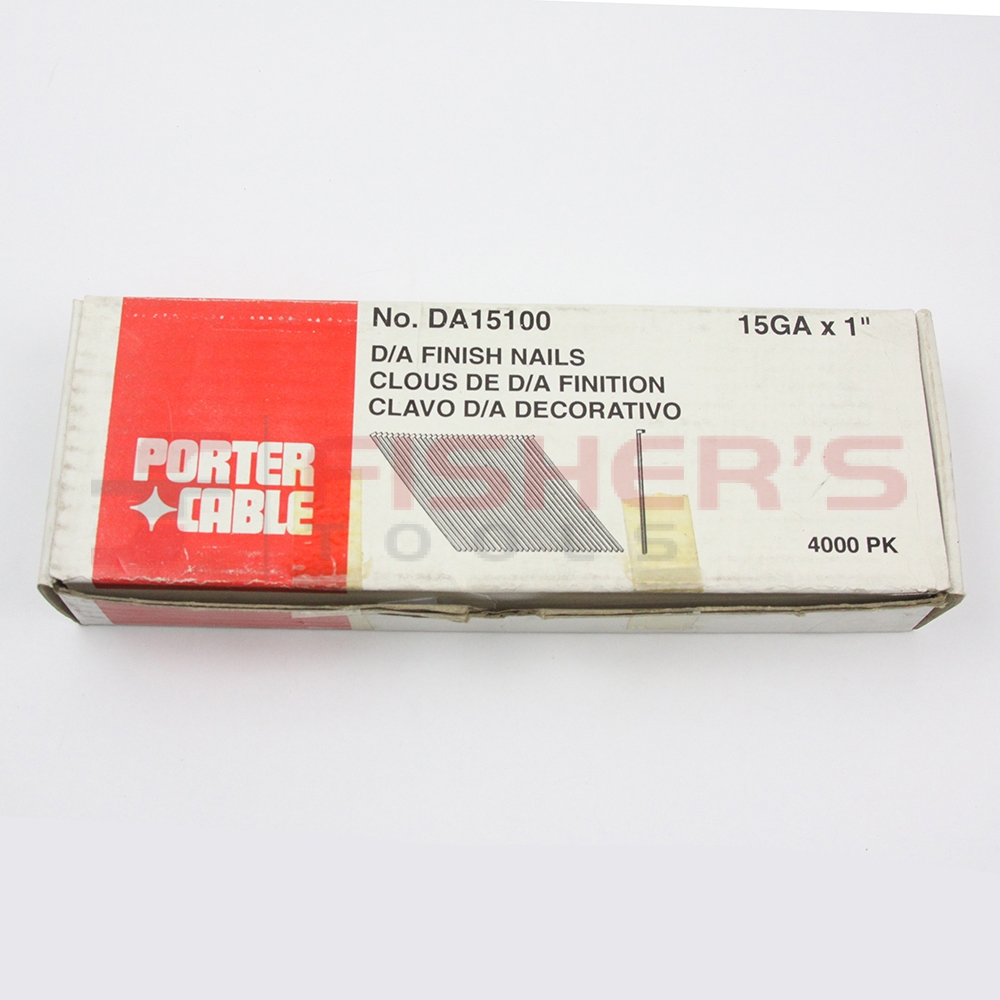 No. DA15100
15GA x 1"
D/A FINISH NAILS
CLOUS DE D/A FINITION
CLAVO D/A DECORATIVO
PORTER
CABLE
FISHER'S
TOOLS
4000 PK